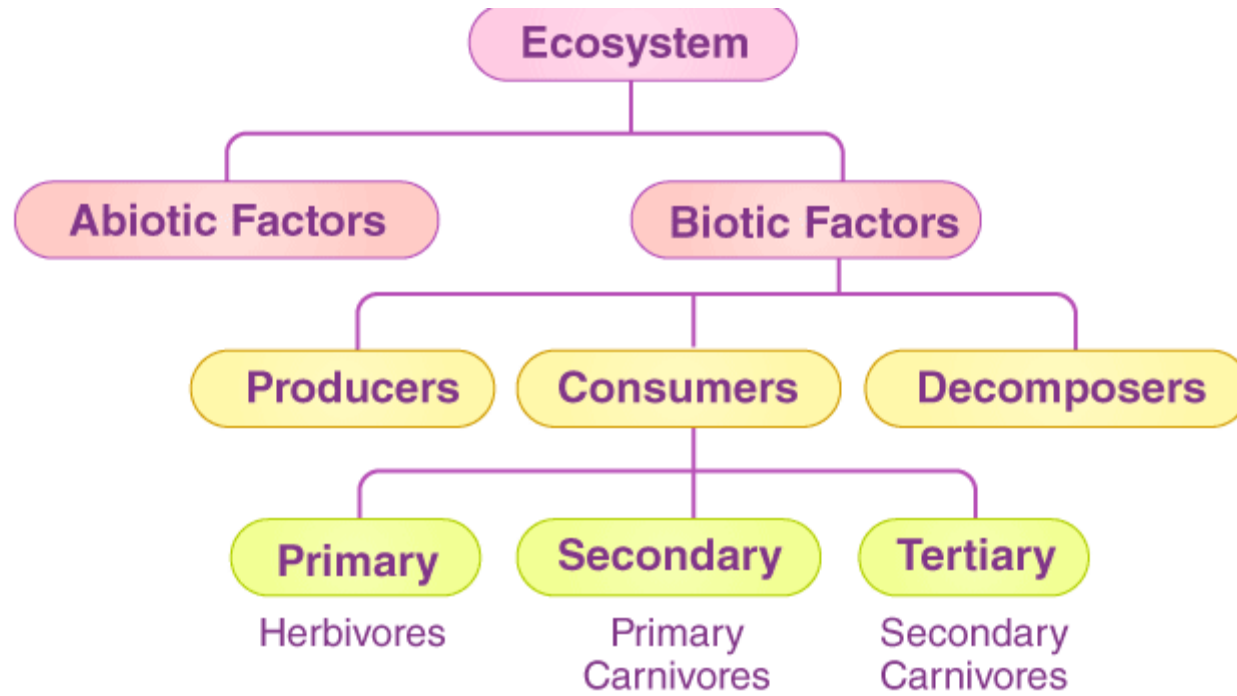 Ecosystem
Abiotic Factors
Biotic Factors
Producers
Consumers
Decomposers
Primary
Secondary
Tertiary
Herbivores
Primary
Carnivores
Secondary
Carnivores